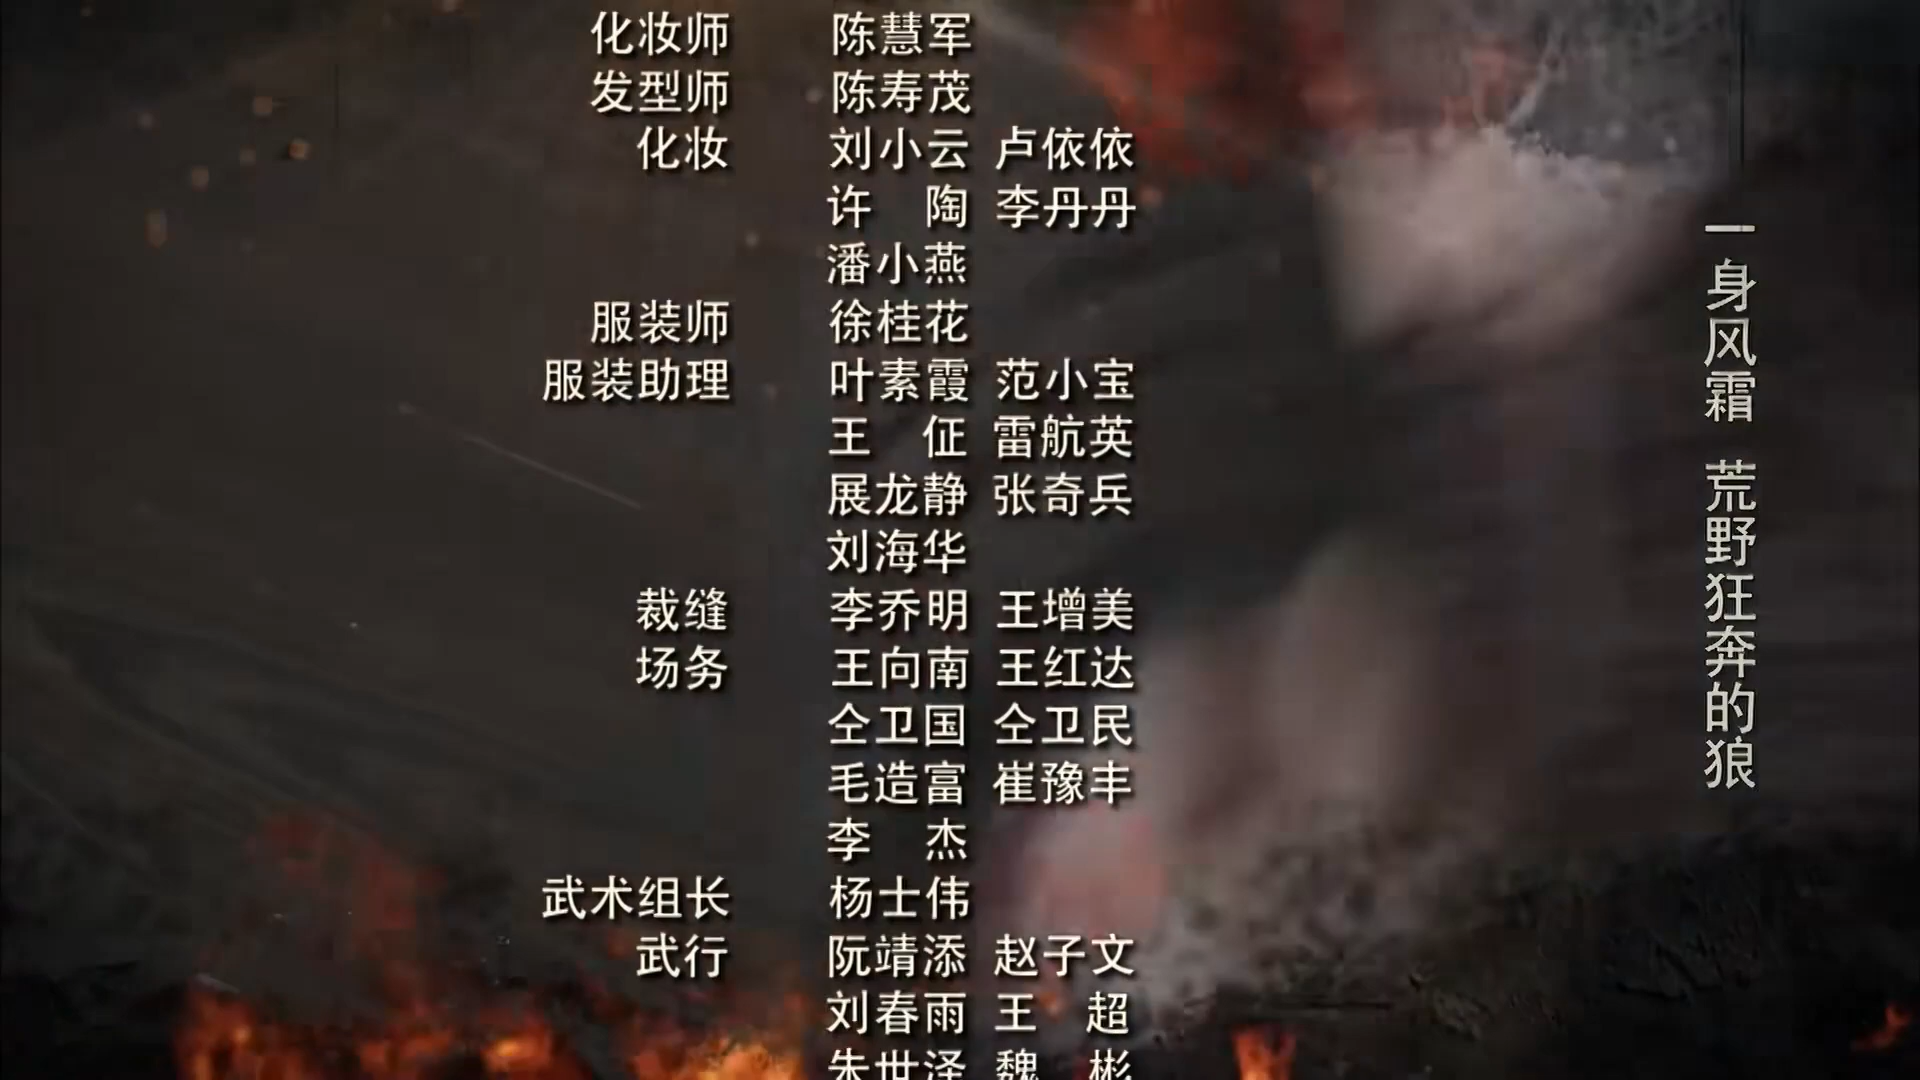 化妆师 陈慧军
发型师 陈寿茂
化妆 刘小云 卢依依
许 陶 李丹丹
潘小燕
服装师 徐桂花
服装助理 叶素霞 范小宝
王 征 雷航英
展龙静 张奇兵
刘海华
裁缝 李乔明 王增美
场务 王向南 王红达
仝卫国 仝卫民
毛造富 崔豫丰
李 杰
武术组长 杨士伟
武行 阮靖添 赵子文
刘春雨 王 超
朱世泽 魏 彬
一身风霜 荒野狂奔的狼